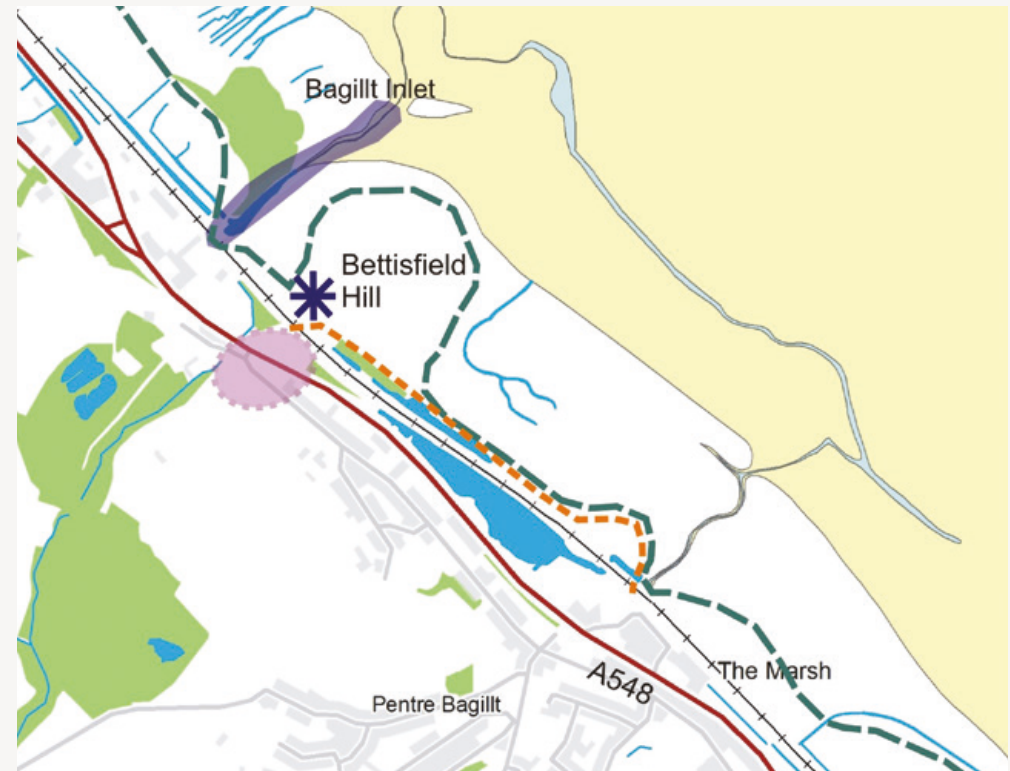 Bagillt Inlet
Bettisfield
Hill
The Marsh
A548
Pentre Bagillt